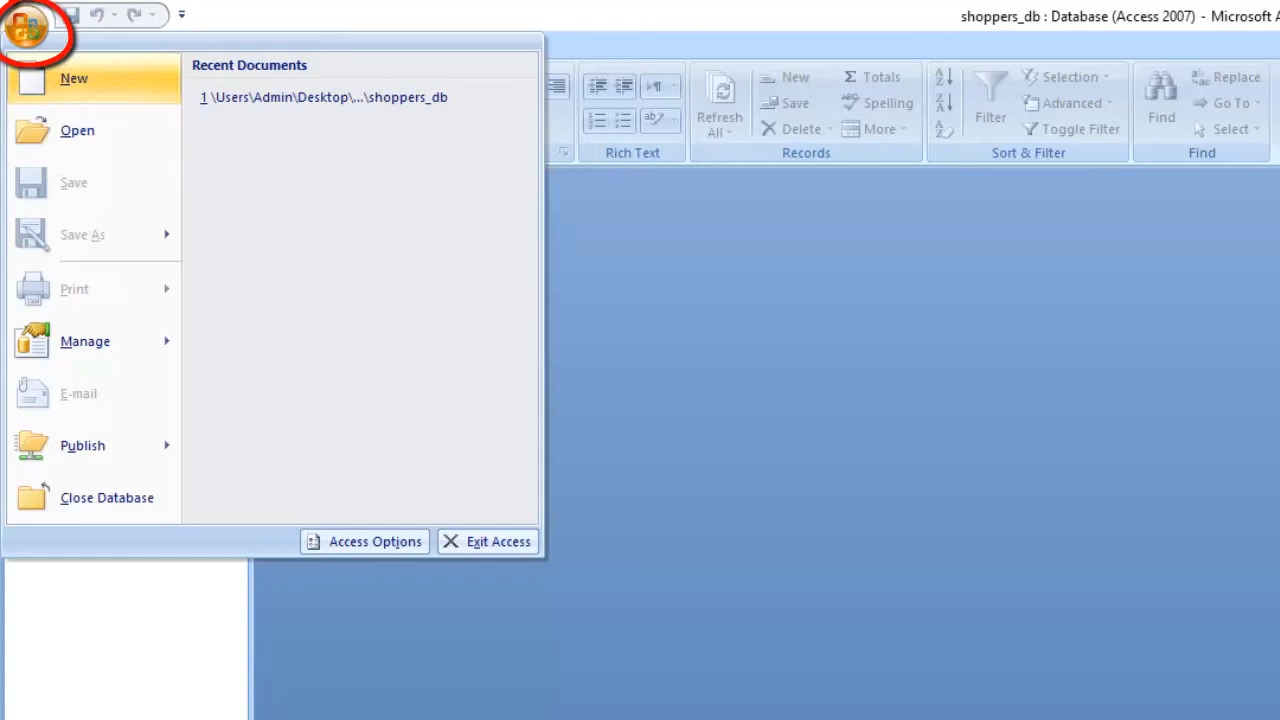 shoppers_db : Database (Access 2007) - Microsoft A
New
Open
Save
Save As
Print
Manage
E-mail
Publish
Close Database
Recent Documents
1 \Users\Admin\Desktop\...\shoppers_db
Access Options
Exit Access
Rich Text
Refresh
All
New
Save
Delete
Totals
Spelling
More
Records
Filter
Selection
Advanced
Toggle Filter
Sort & Filter
Find
Replace
Go To
Select
Find